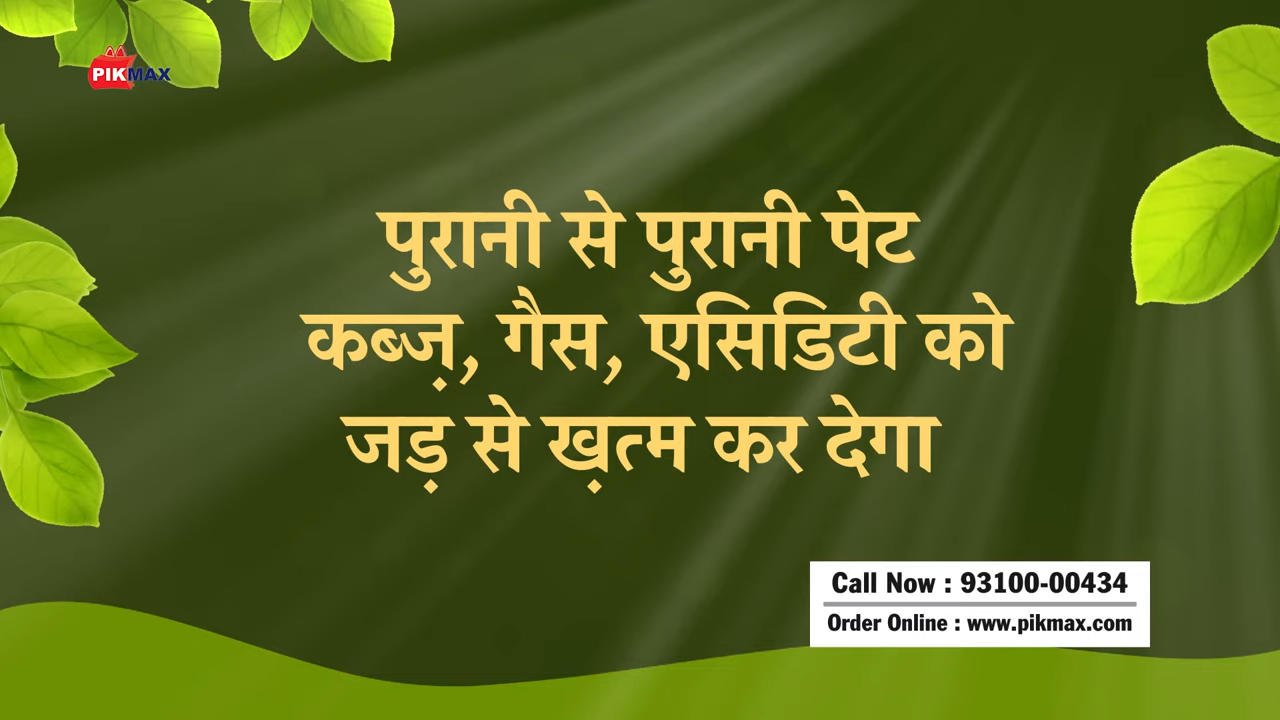 PIKMAX
पुरानी से पुरानी पेट
कब्ज़, गैस, एसिडिटी को
जड़ से ख़त्म कर देगा
Call Now : 93100-00434
Order Online : www.pikmax.com